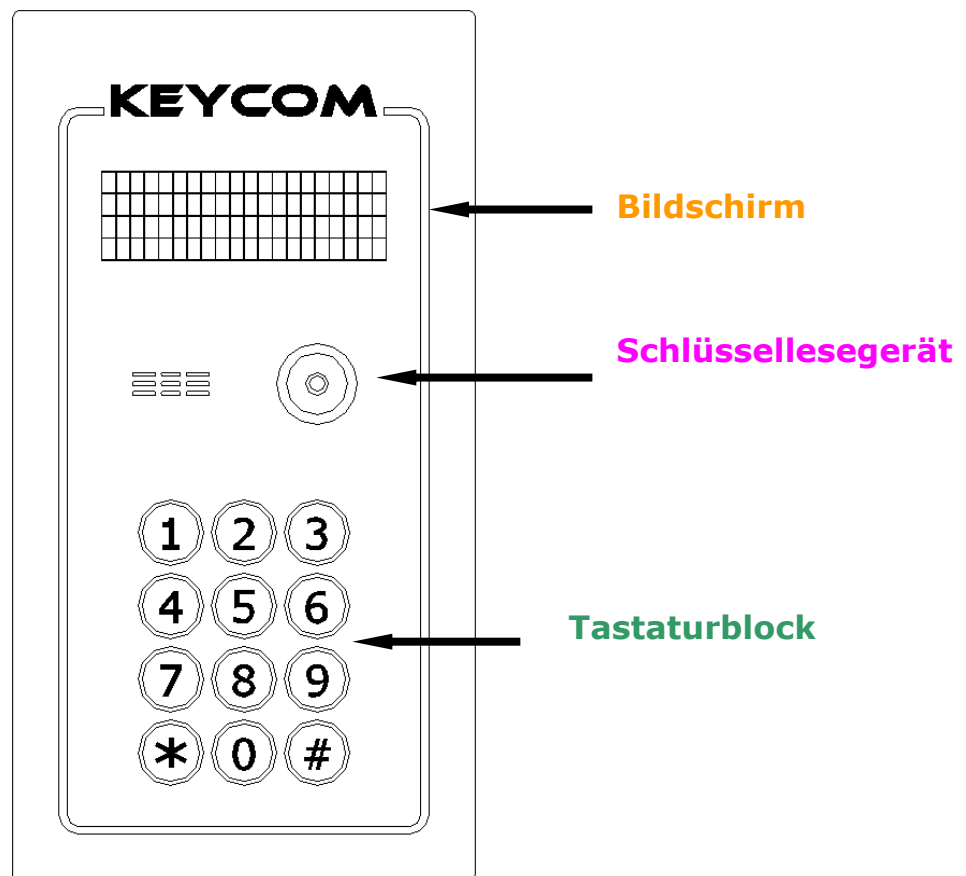 KEYCOM
Bildschirm
Schlüssellesegerät
1 2 3
4 5 6
Tastaturblock
7 8 9
* 0 #